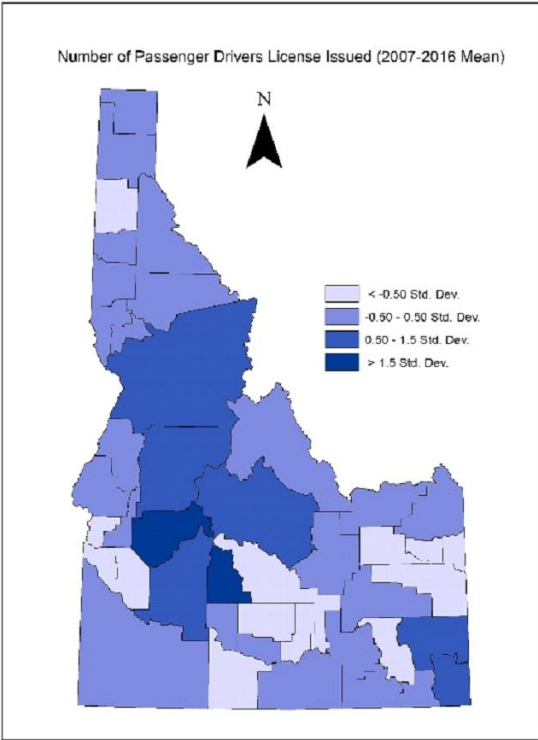 Number of Passenger Drivers License Issued (2007-2016 Mean)
N
< -0.50 Std. Dev.
-0.50 - 0.50 Std. Dev.
0.50 - 1.5 Std. Dev.
> 1.5 Std. Dev.